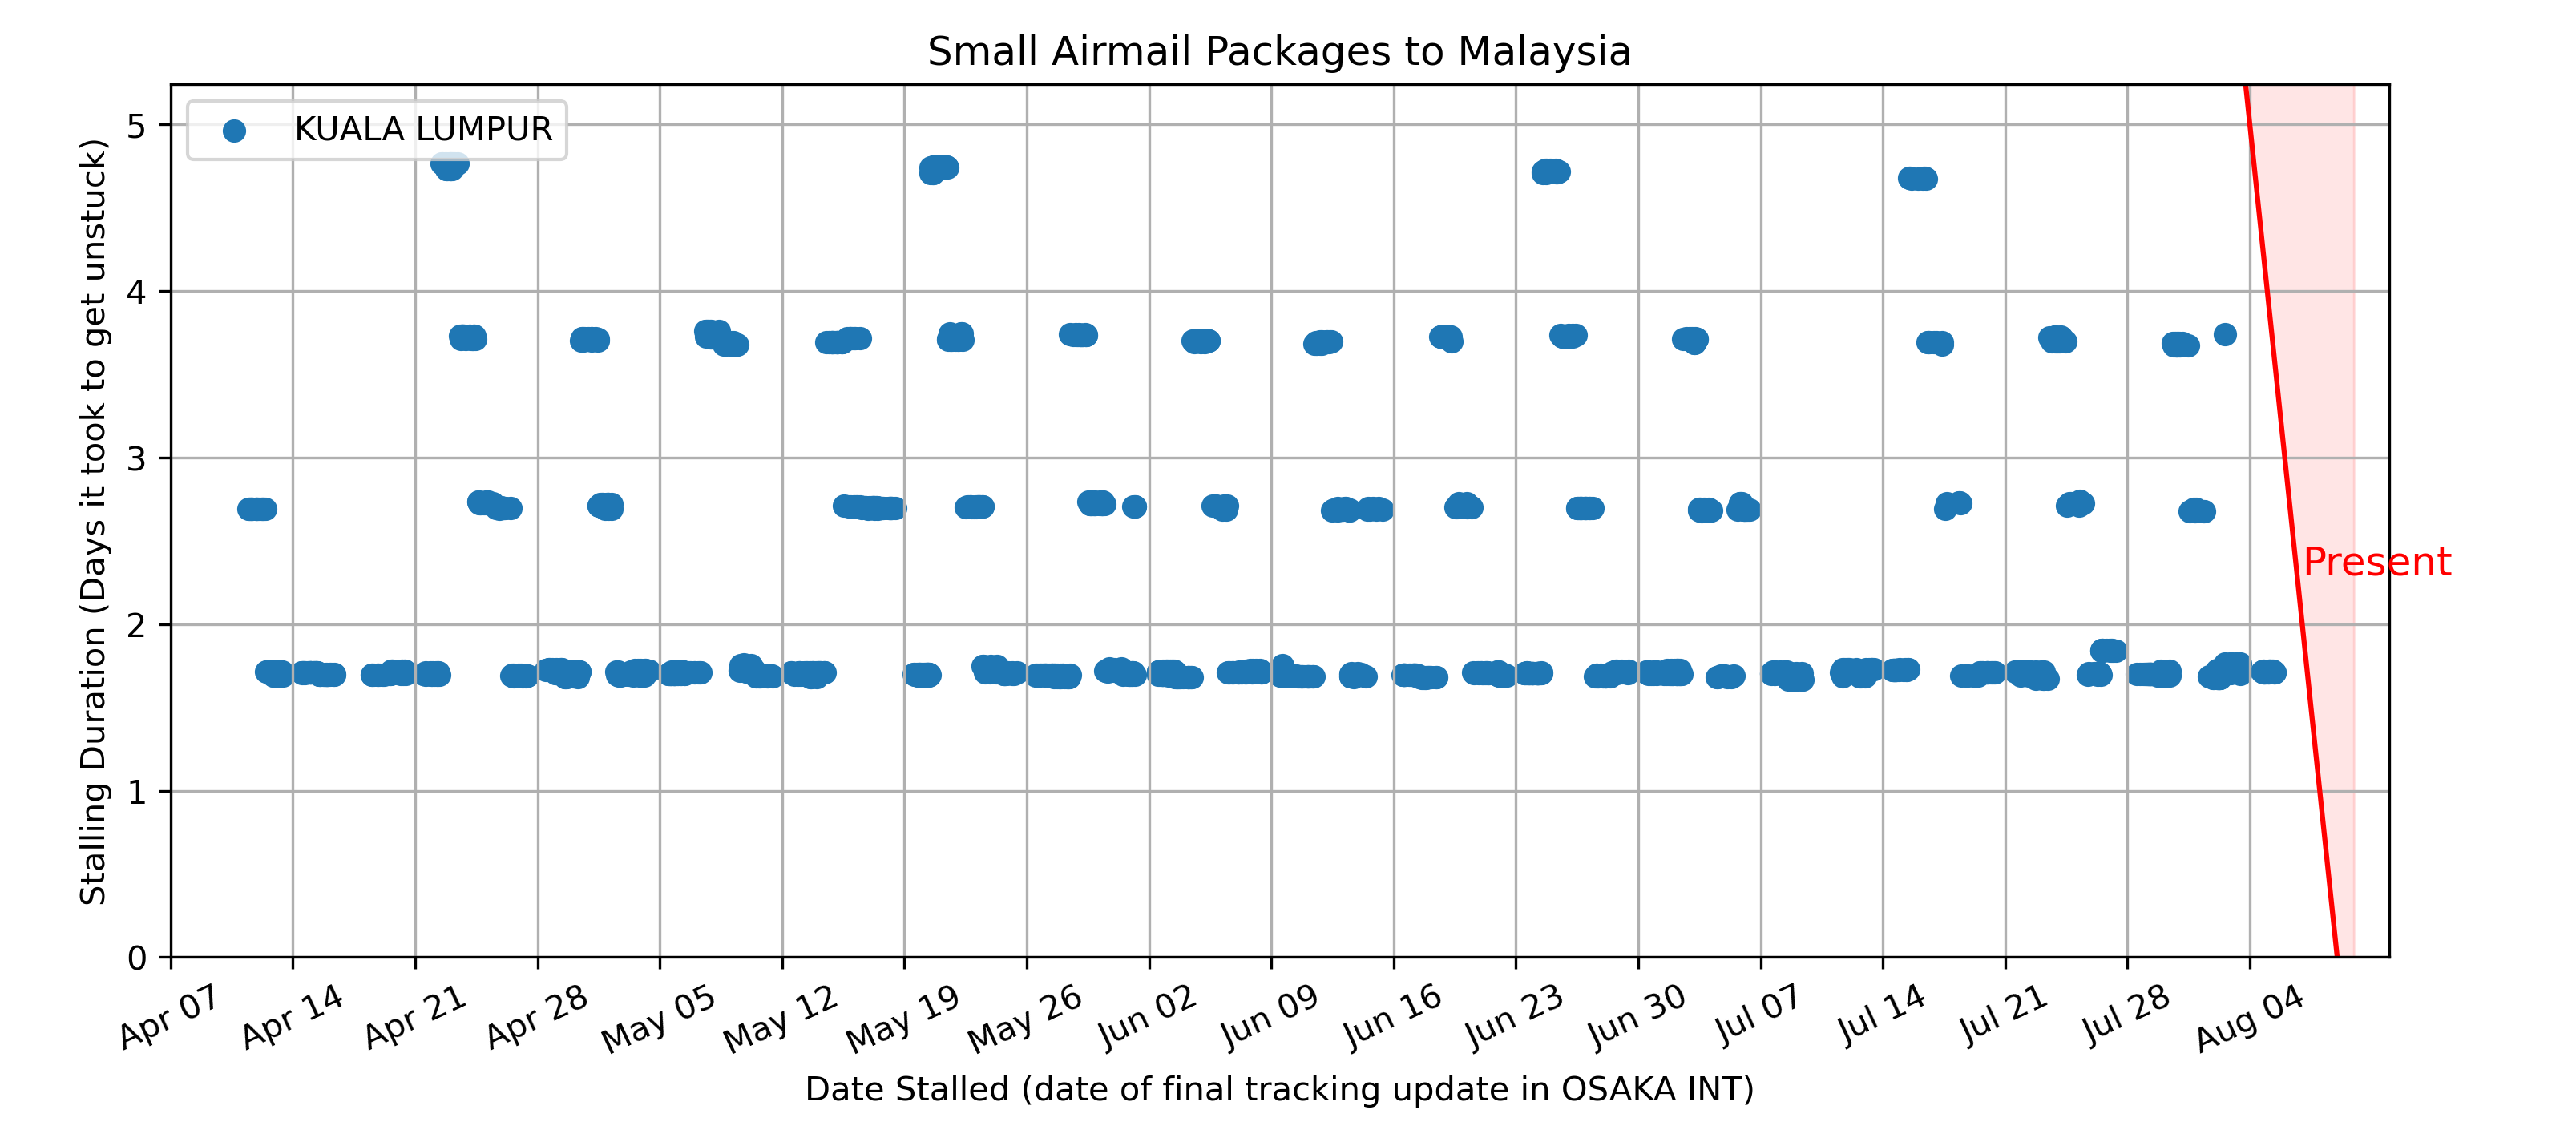 Small Airmail Packages to Malaysia
KUALA LUMPUR
Stalling Duration (Days it took to get unstuck)
5
4
3
2
1
0
Present
Apr 07
Apr 14
Apr 21
Apr 28
May 05
May 12
May 19
May 26
Jun 02
Jun 09
Jun 16
Jun 23
Jun 30
Jul 07
Jul 14
Jul 21
Jul 28
Aug 04
Date Stalled (date of final tracking update in OSAKA INT)